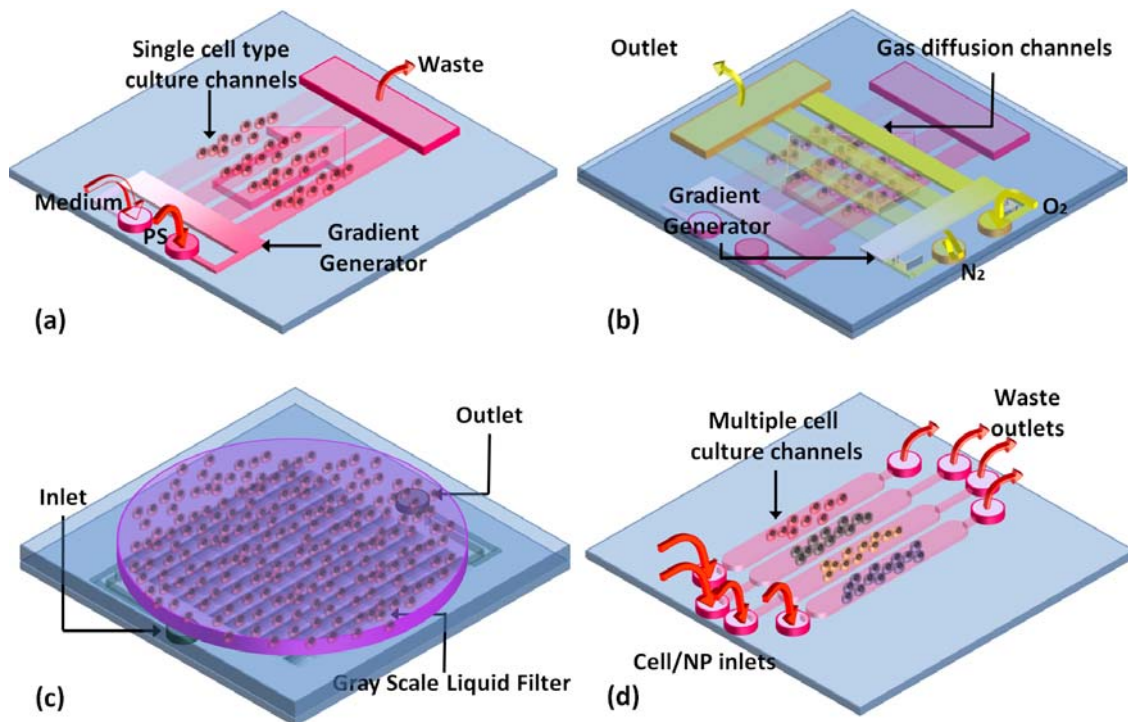 Single cell type
culture channels
Waste
Medium
PS
Gradient
Generator
(a)
Outlet
Gas diffusion channels
Gradient
Generator
O₂
N₂
(b)
Outlet
Inlet
Gray Scale Liquid Filter
(c)
Waste
outlets
Multiple cell
culture channels
Cell/NP inlets
(d)